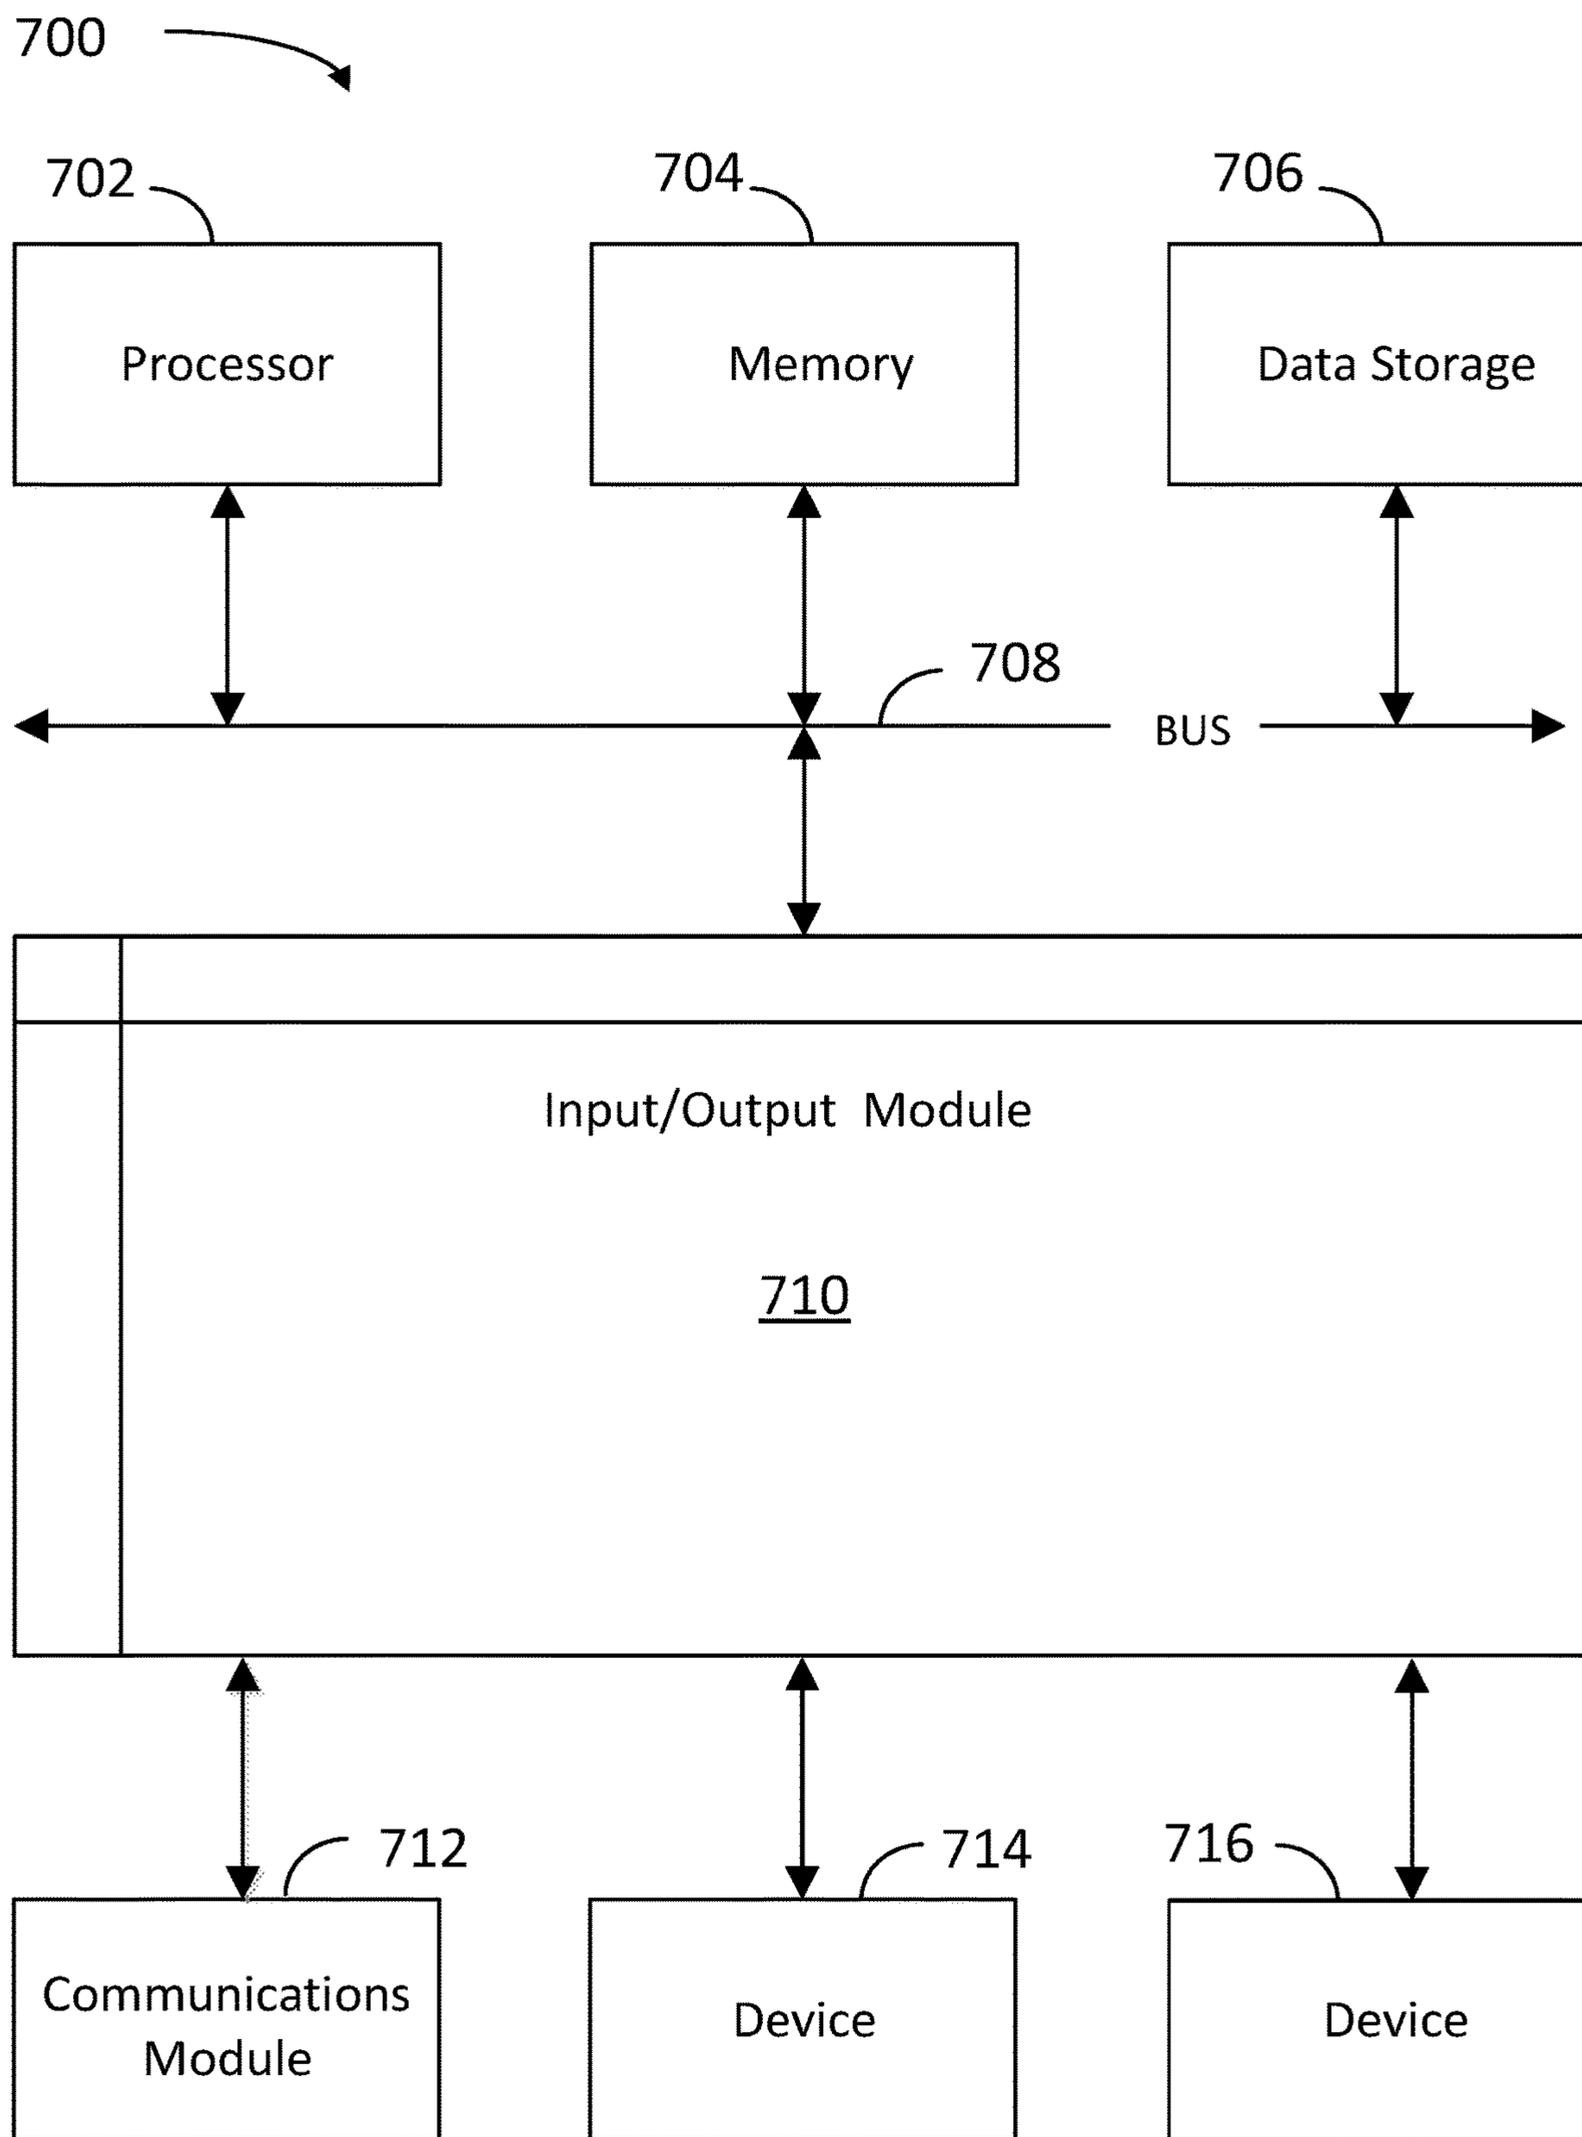 700
702
704
706
Processor
Memory
Data Storage
708
BUS
Input/Output Module
710
712
714
716
Communications
Module
Device
Device